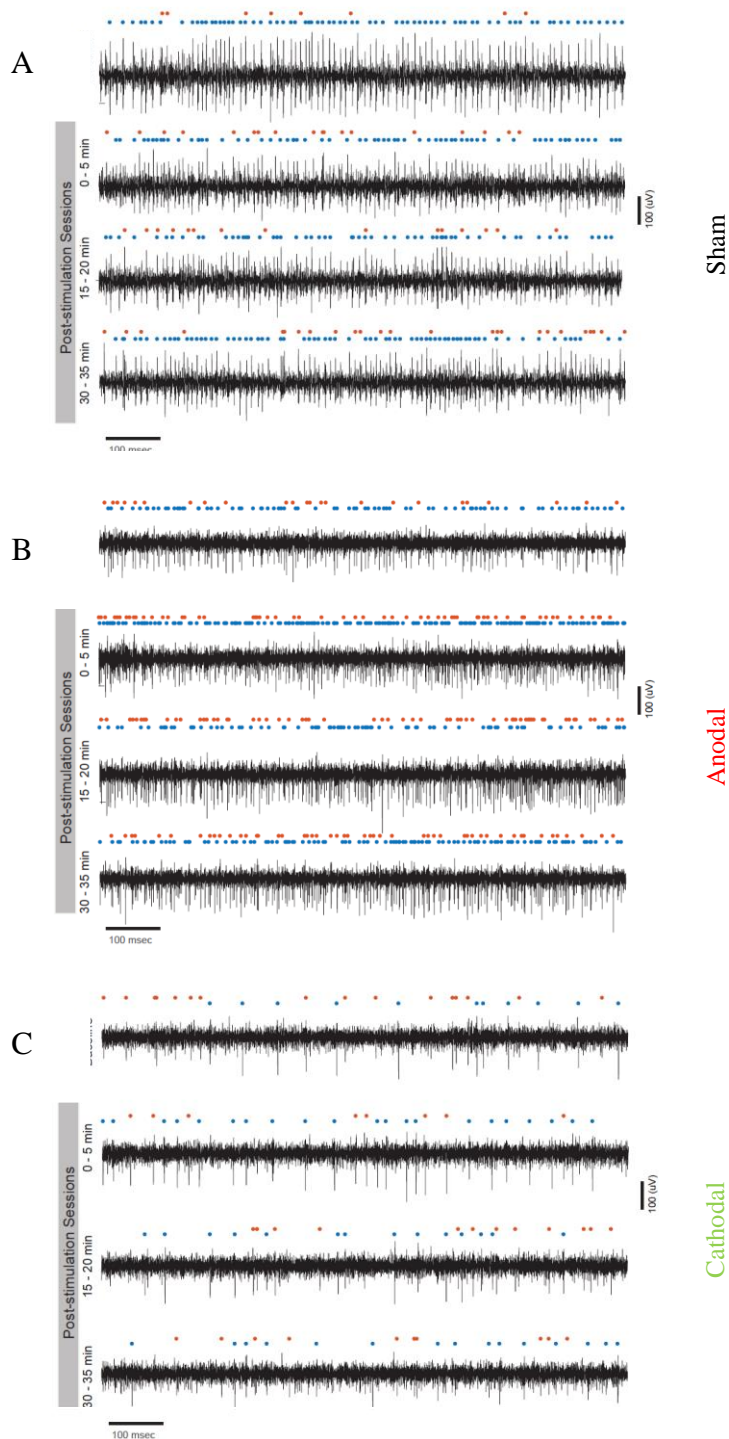 A
Post-stimulation Sessions
0 - 5 min
15 - 20 min
30 - 35 min
100 (uV)
Sham
100 msec
B
Post-stimulation Sessions
0 - 5 min
15 - 20 min
30 - 35 min
100 (uV)
Anodal
100 msec
C
Post-stimulation Sessions
0 - 5 min
15 - 20 min
30 - 35 min
100 (uV)
Cathodal
100 msec